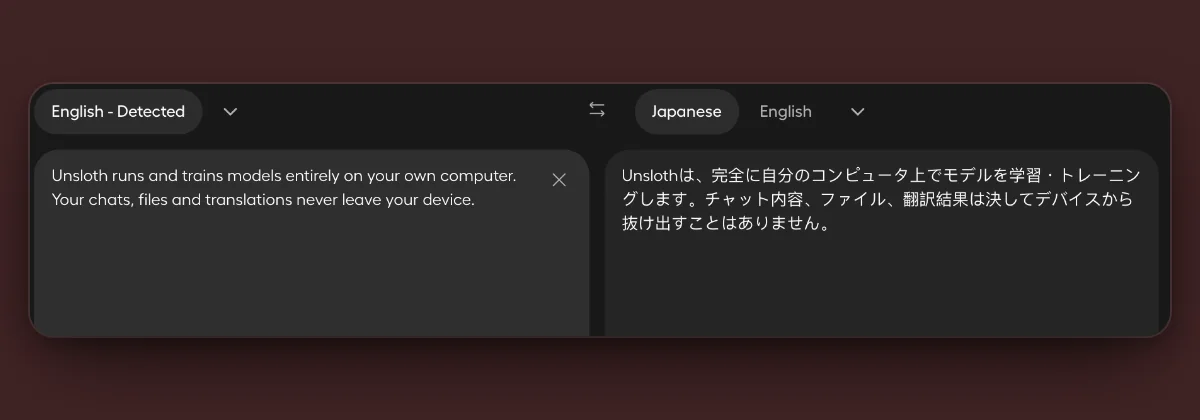 English - Detected
Japanese
English
Unsloth runs and trains models entirely on your own computer.
Your chats, files and translations never leave your device.
Unslothは、完全に自分のコンピュータ上でモデルを学習・トレーニン
グします。チャット内容、ファイル、翻訳結果は決してデバイスから
抜け出すことはありません。